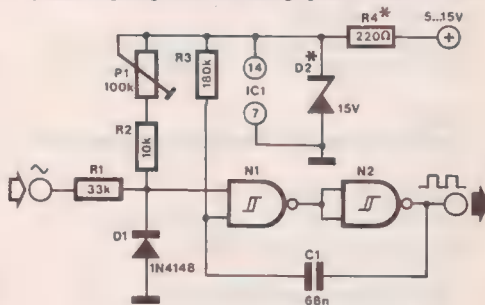 R4*
220Ω
5...15V
+
P1
100k
R3
180k
14
IC1
7
D2*
15V
R2
10k
~
R1
33k
N1
N2
D1
1N4148
C1
68n